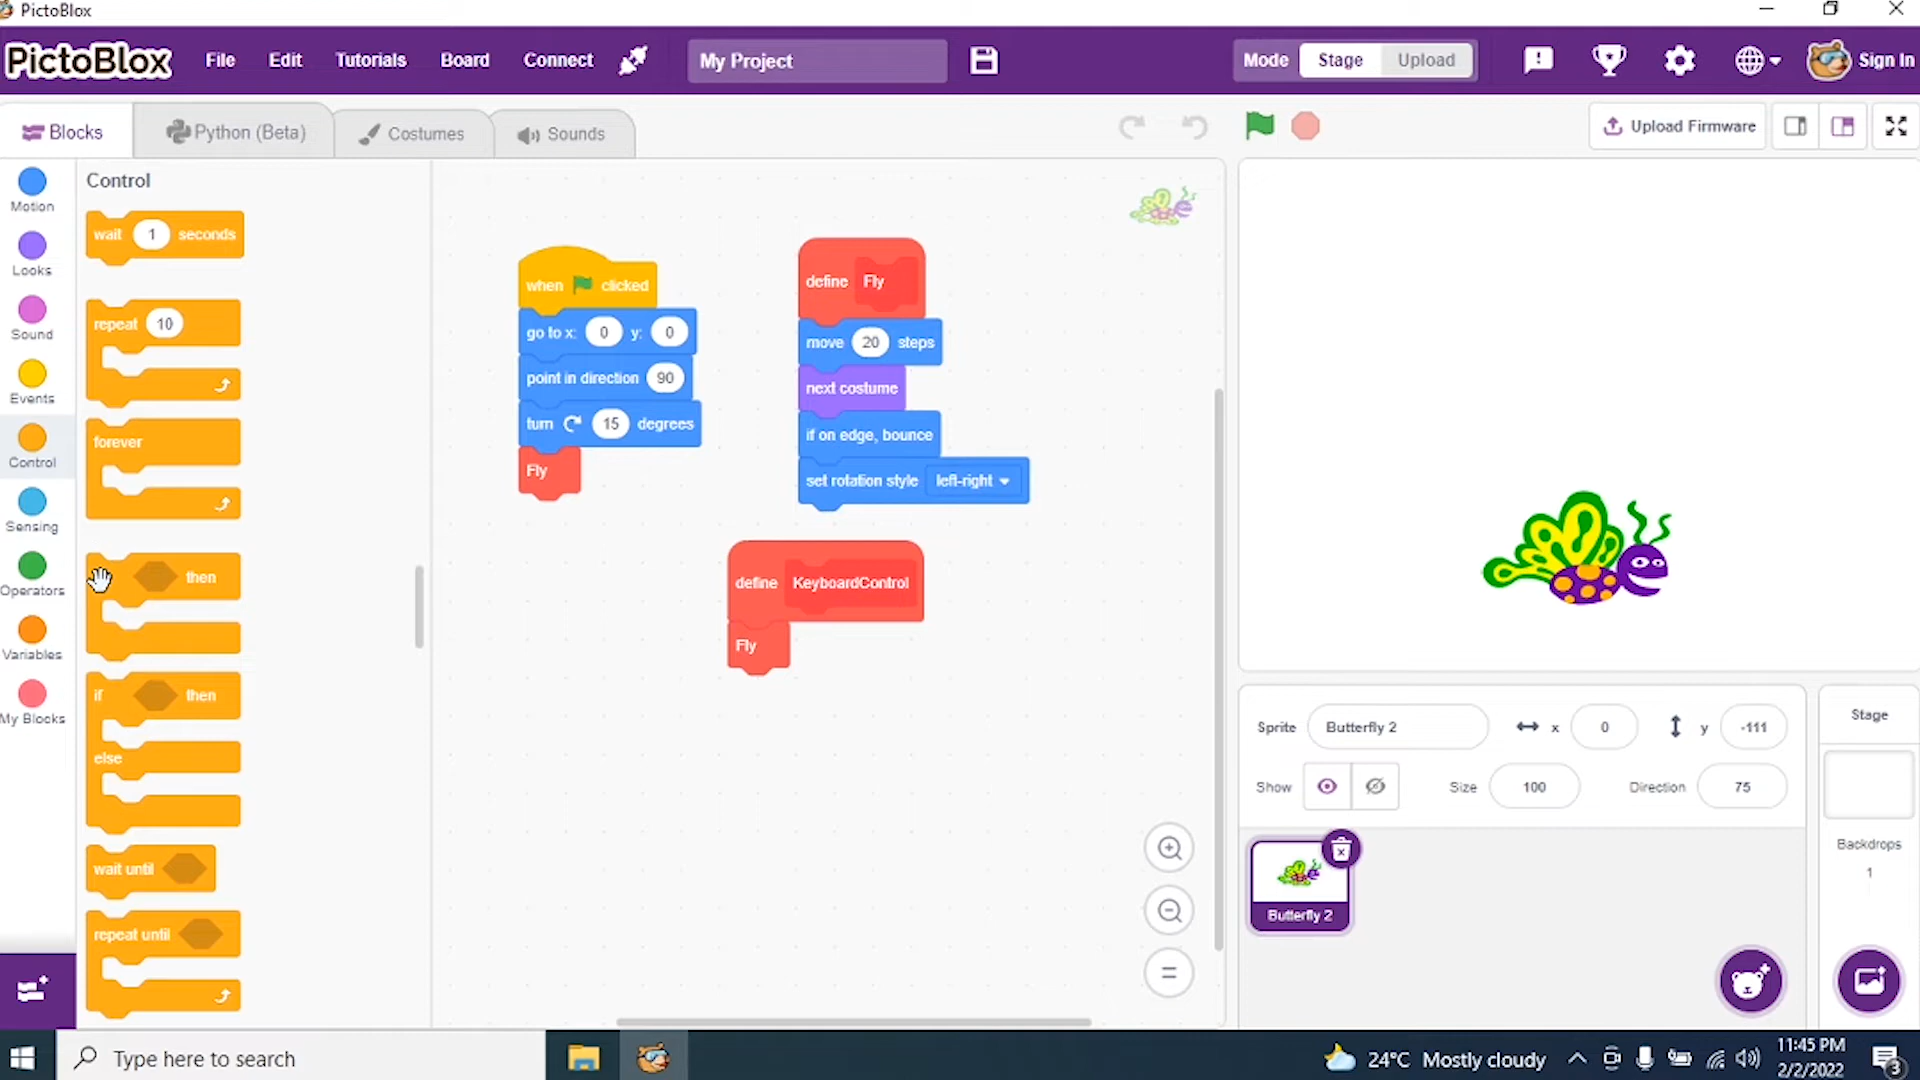 PictoBlox
PictoBlox File Edit Tutorials Board Connect My Project Mode Stage Upload Sign In
Blocks Python (Beta) Costumes Sounds Upload Firmware
Motion
Looks
Sound
Events
Control
Sensing
Operators
Variables
My Blocks
Control
wait 1 seconds
repeat 10
forever
then
if then
else
wait until
repeat until
when clicked
go to x: 0 y: 0
point in direction 90
turn 15 degrees
Fly
define Fly
move 20 steps
next costume
if on edge, bounce
set rotation style left-right
define KeyboardControl
Fly
Sprite Butterfly 2 x 0 y -111
Show Size 100 Direction 75
Butterfly 2
Stage
Backdrops
1
Type here to search
24°C Mostly cloudy
11:45 PM
2/2/2022
3